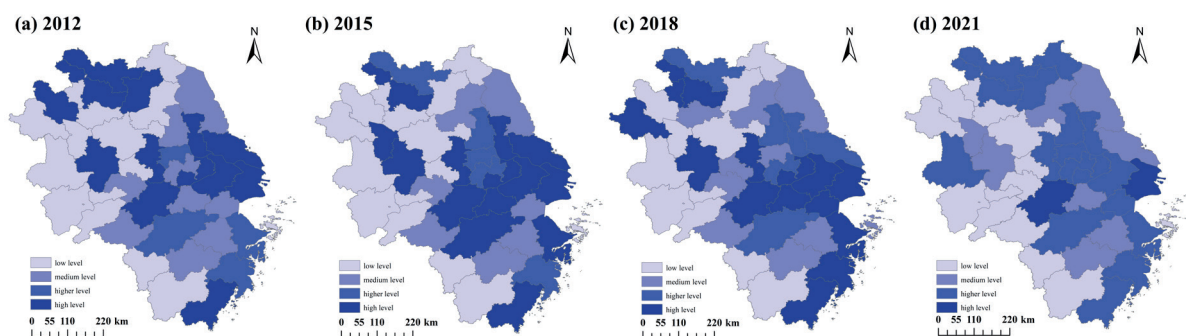 (a) 2012
N
low level
medium level
higher level
high level
0 55 110 220 km
(b) 2015
N
low level
medium level
higher level
high level
0 55 110 220 km
(c) 2018
N
low level
medium level
higher level
high level
0 55 110 220 km
(d) 2021
N
low level
medium level
higher level
high level
0 55 110 220 km